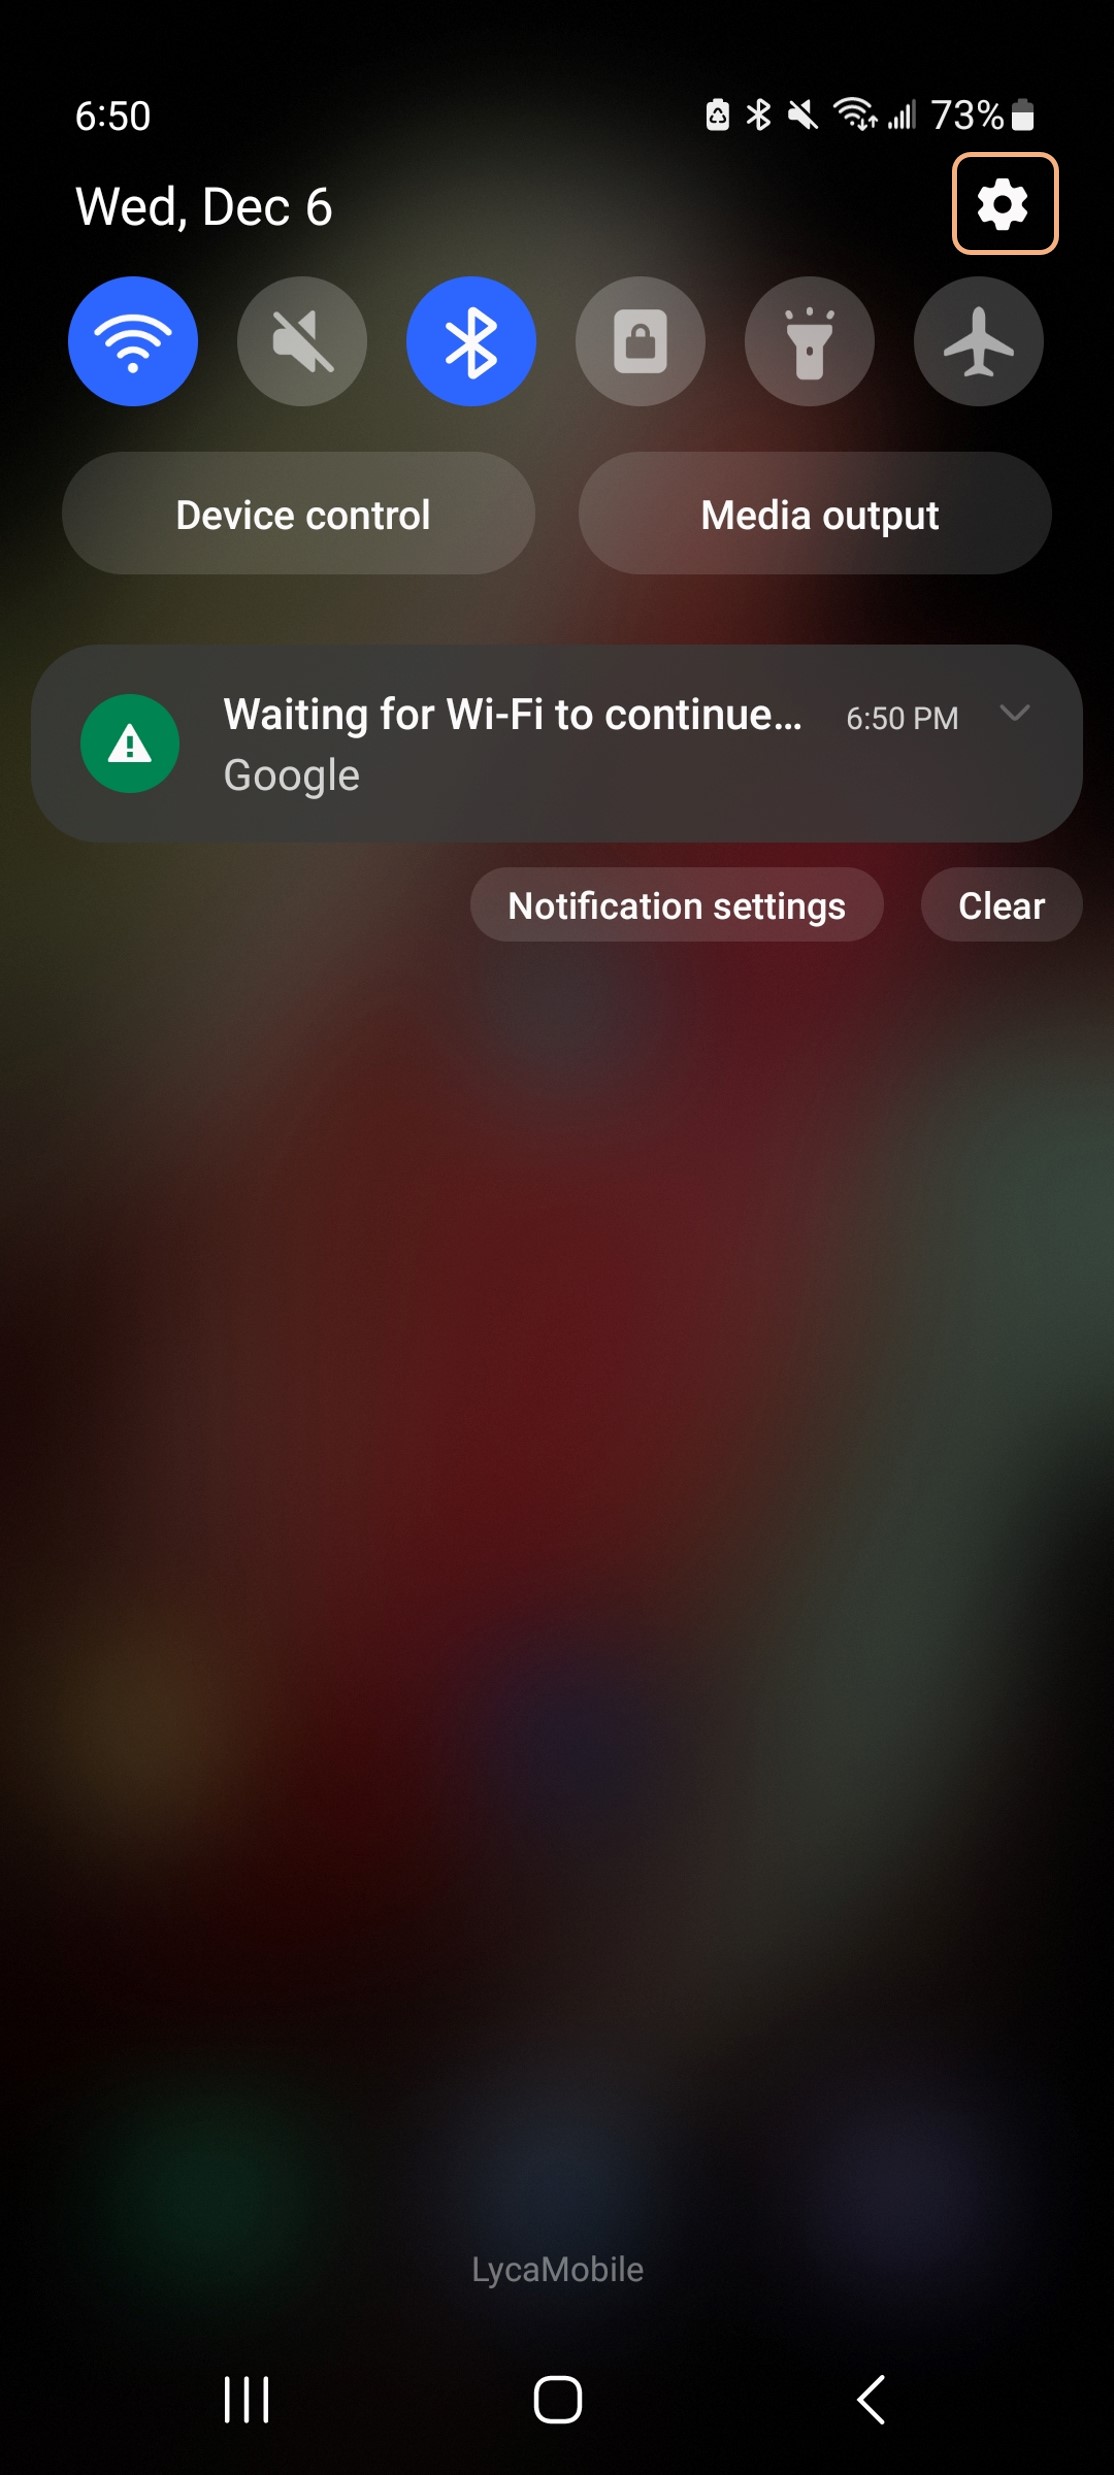 6:50
73%
Wed, Dec 6
Device control
Media output
Waiting for Wi-Fi to continue...
6:50 PM
Google
Notification settings
Clear
LycaMobile